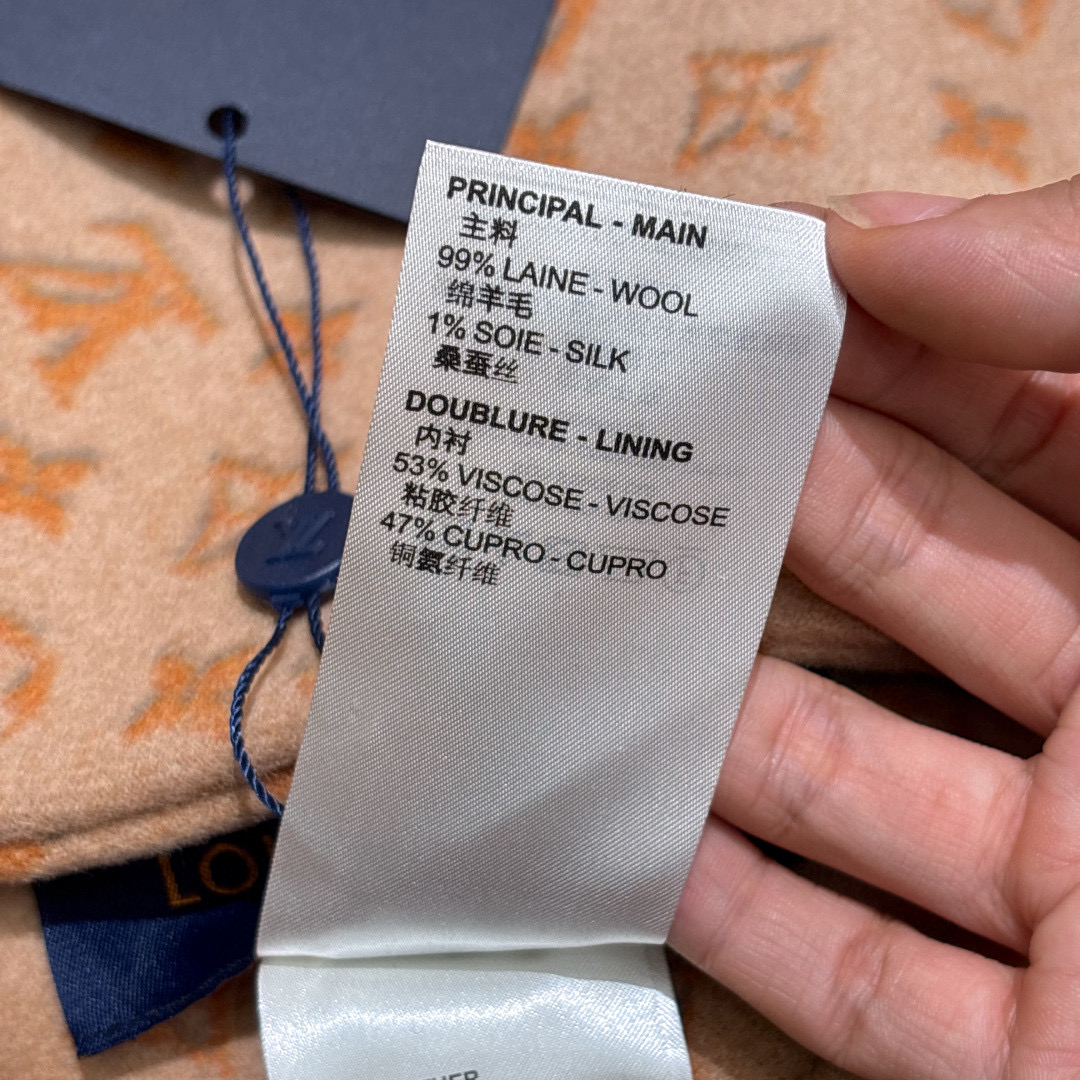 PRINCIPAL - MAIN
主料
99% LAINE - WOOL
绵羊毛
1% SOIE - SILK
桑蚕丝
DOUBLURE - LINING
内衬
53% VISCOSE - VISCOSE
粘胶纤维
47% CUPRO - CUPRO
铜氨纤维
LV